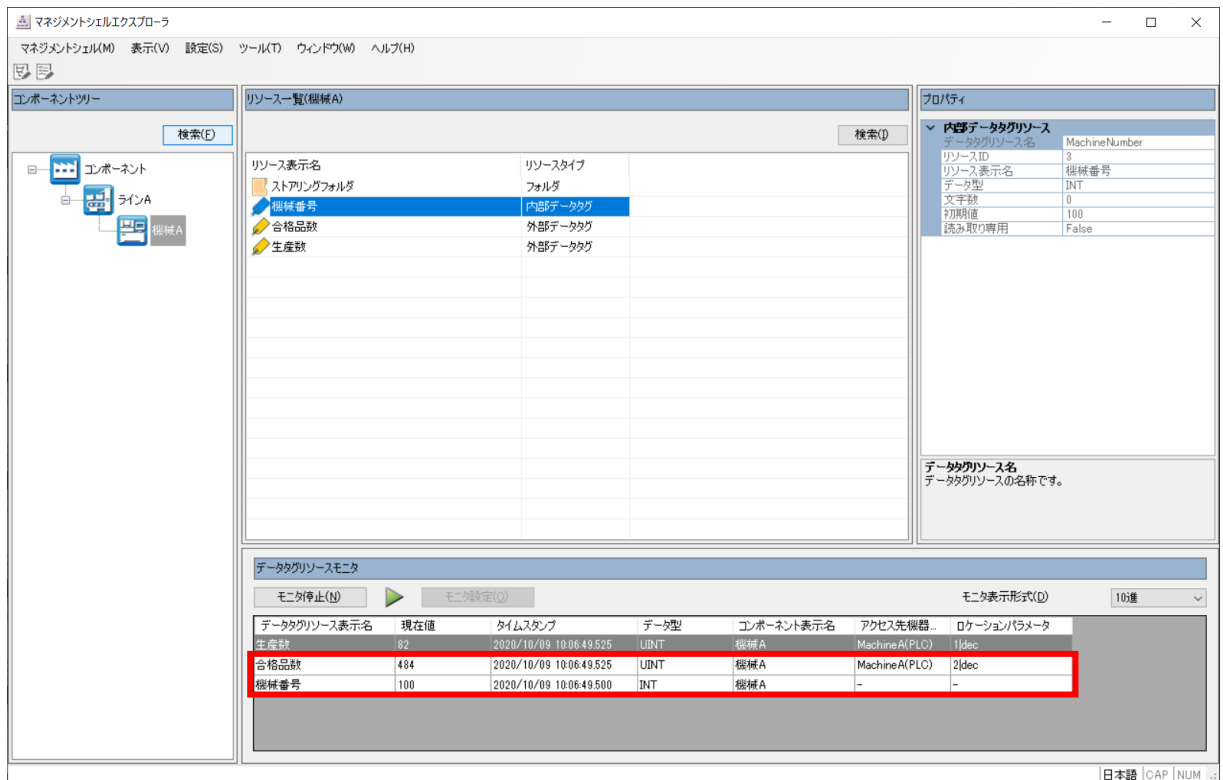 マネジメントシェルエクスプローラ
マネジメントシェル(M) 表示(V) 設定(S) ツール(T) ウィンドウ(W) ヘルプ(H)
コンポーネントツリー
検索(F)
コンポーネント
ラインA
機械A
リソース一覧(機械A)
検索(I)
リソース表示名 リソースタイプ
ストアリングフォルダ フォルダ
機械番号 内部データタグ
合格品数 外部データタグ
生産数 外部データタグ
プロパティ
内部データタグリソース
データタグリソース名 MachineNumber
リソースID 3
リソース表示名 機械番号
データ型 INT
文字数 0
初期値 100
読み取り専用 False
データタグリソース名
データタグリソースの名称です。
データタグリソースモニタ
モニタ停止(N) モニタ設定(O) モニタ表示形式(D) 10進
データタグリソース表示名 現在値 タイムスタンプ データ型 コンポーネント表示名 アクセス先機器... ロケーションパラメータ
生産数 82 2020/10/09 10:06:49.525 UINT 機械A MachineA(PLC) 1|dec
合格品数 484 2020/10/09 10:06:49.525 UINT 機械A MachineA(PLC) 2|dec
機械番号 100 2020/10/09 10:06:49.500 INT 機械A - -
日本語 CAP NUM